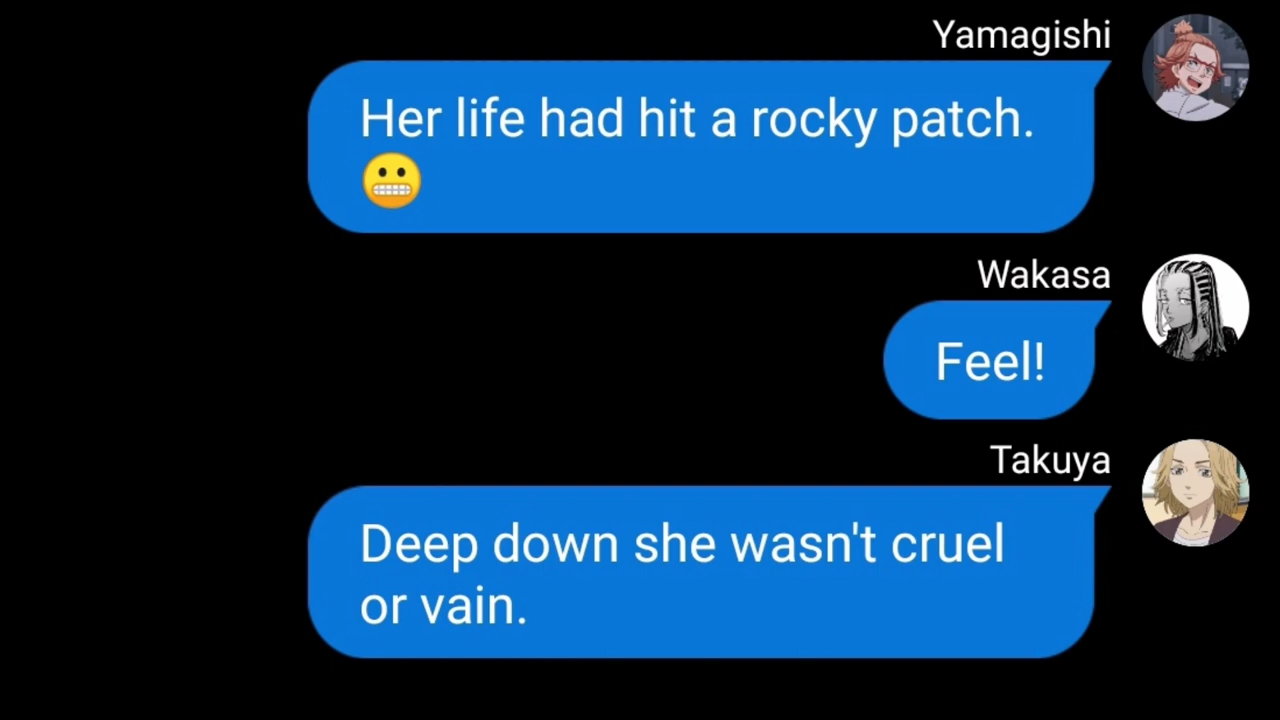 Yamagishi
Her life had hit a rocky patch.
😬
Wakasa
Feel!
Takuya
Deep down she wasn't cruel
or vain.